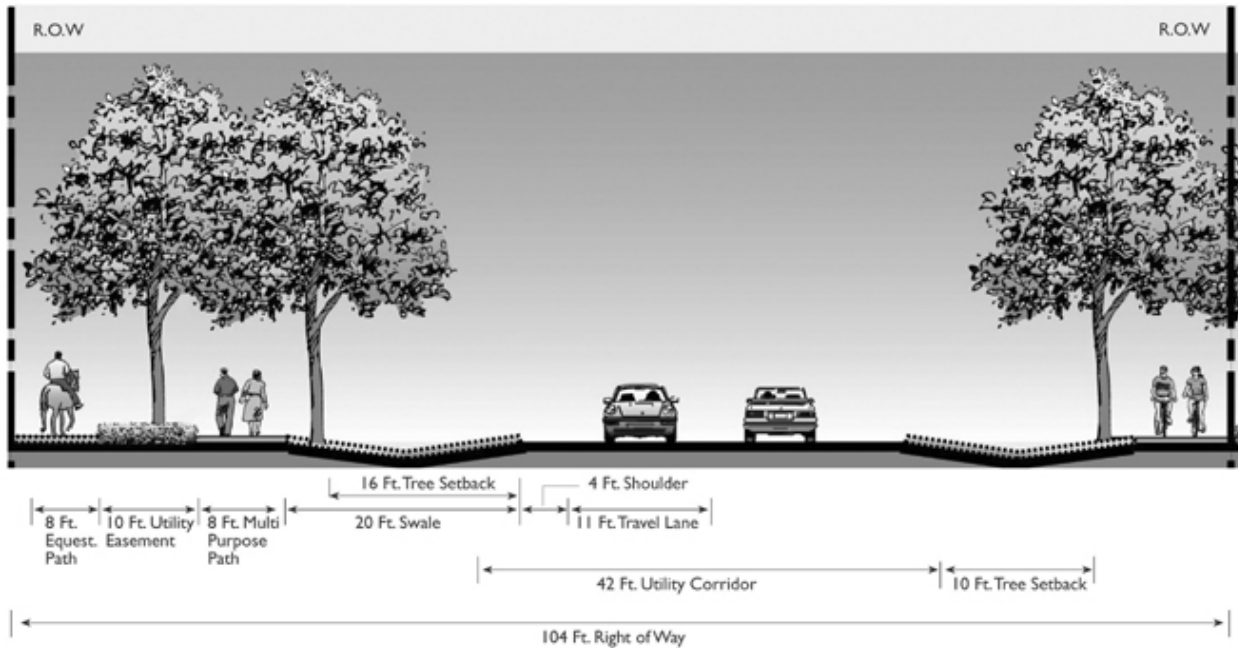 R.O.W
R.O.W
16 Ft. Tree Setback
4 Ft. Shoulder
8 Ft.
Equest.
Path
10 Ft. Utility
Easement
8 Ft. Multi
Purpose
Path
20 Ft. Swale
11 Ft. Travel Lane
42 Ft. Utility Corridor
10 Ft. Tree Setback
104 Ft. Right of Way